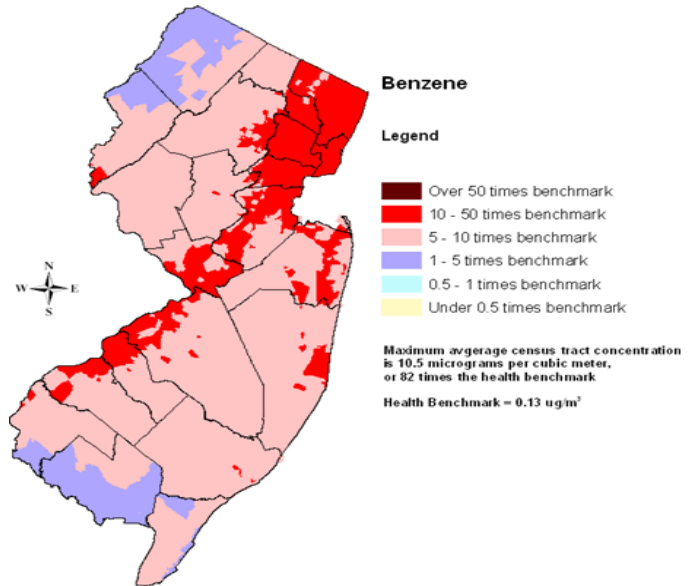 Benzene
Legend
Over 50 times benchmark
10 - 50 times benchmark
5 - 10 times benchmark
1 - 5 times benchmark
0.5 - 1 times benchmark
Under 0.5 times benchmark
N
W E
S
Maximum avgerage census tract concentration
is 10.5 micrograms per cubic meter,
or 82 times the health benchmark
Health Benchmark = 0.13 ug/m³